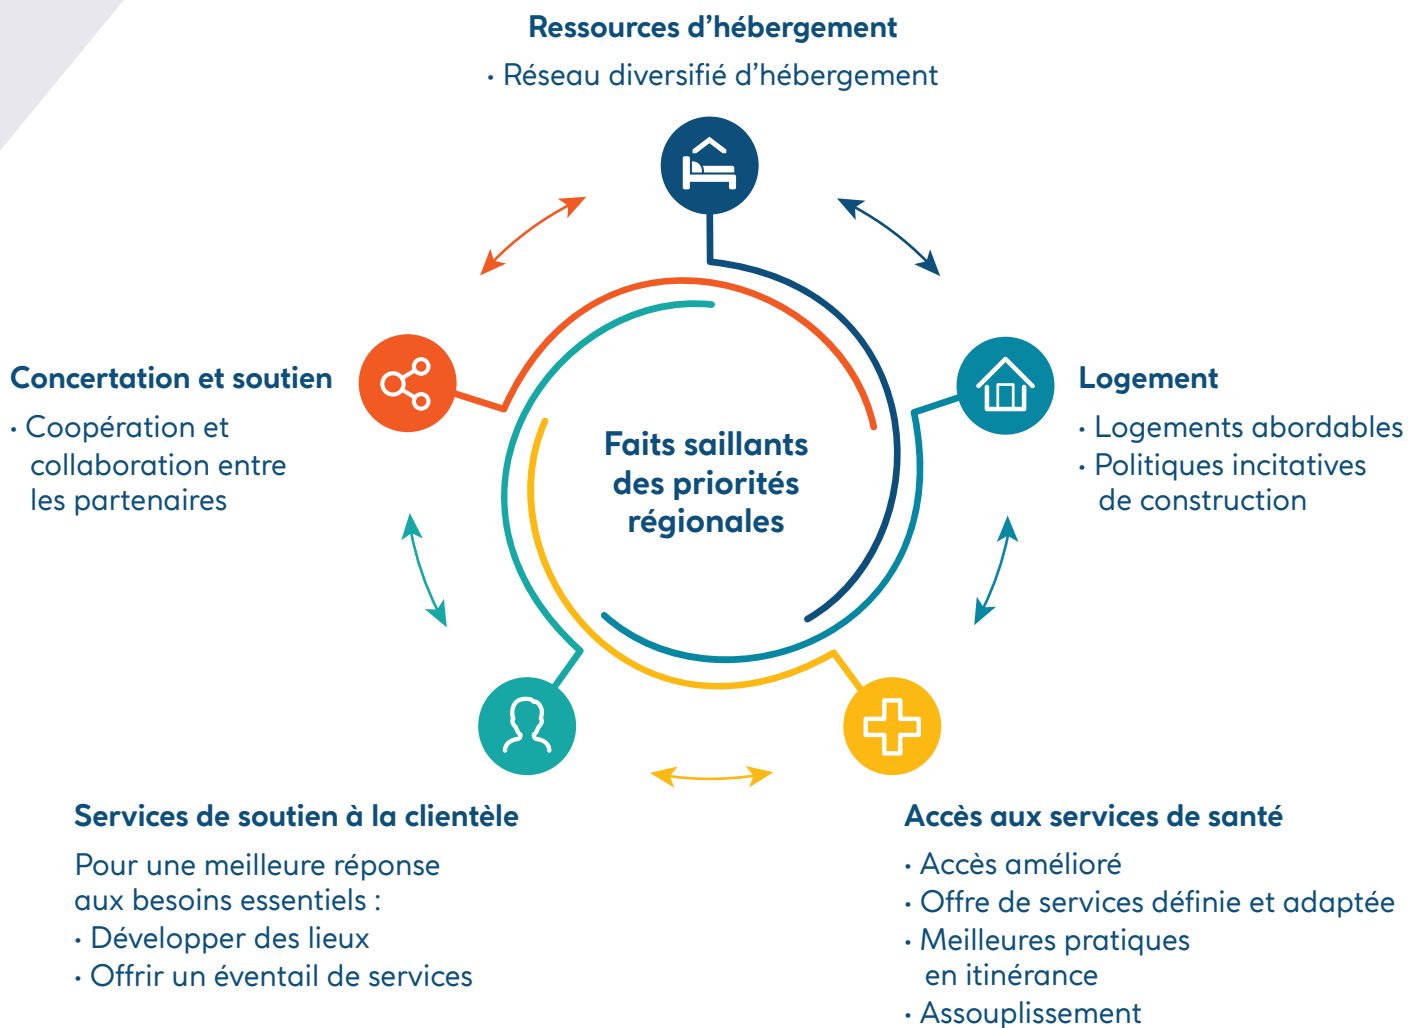 Ressources d’hébergement
· Réseau diversifié d’hébergement
Concertation et soutien
· Coopération et
collaboration entre
les partenaires
Faits saillants
des priorités
régionales
Logement
· Logements abordables
· Politiques incitatives
de construction
Services de soutien à la clientèle
Pour une meilleure réponse
aux besoins essentiels :
· Développer des lieux
· Offrir un éventail de services
Accès aux services de santé
· Accès amélioré
· Offre de services définie et adaptée
· Meilleures pratiques
en itinérance
· Assouplissement